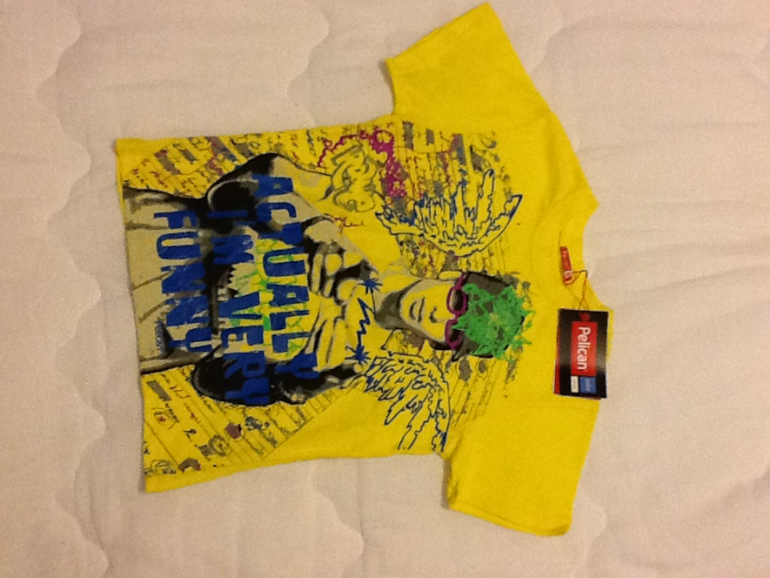 ACTUALLY
I'M VERY
FUNNY
Pelican